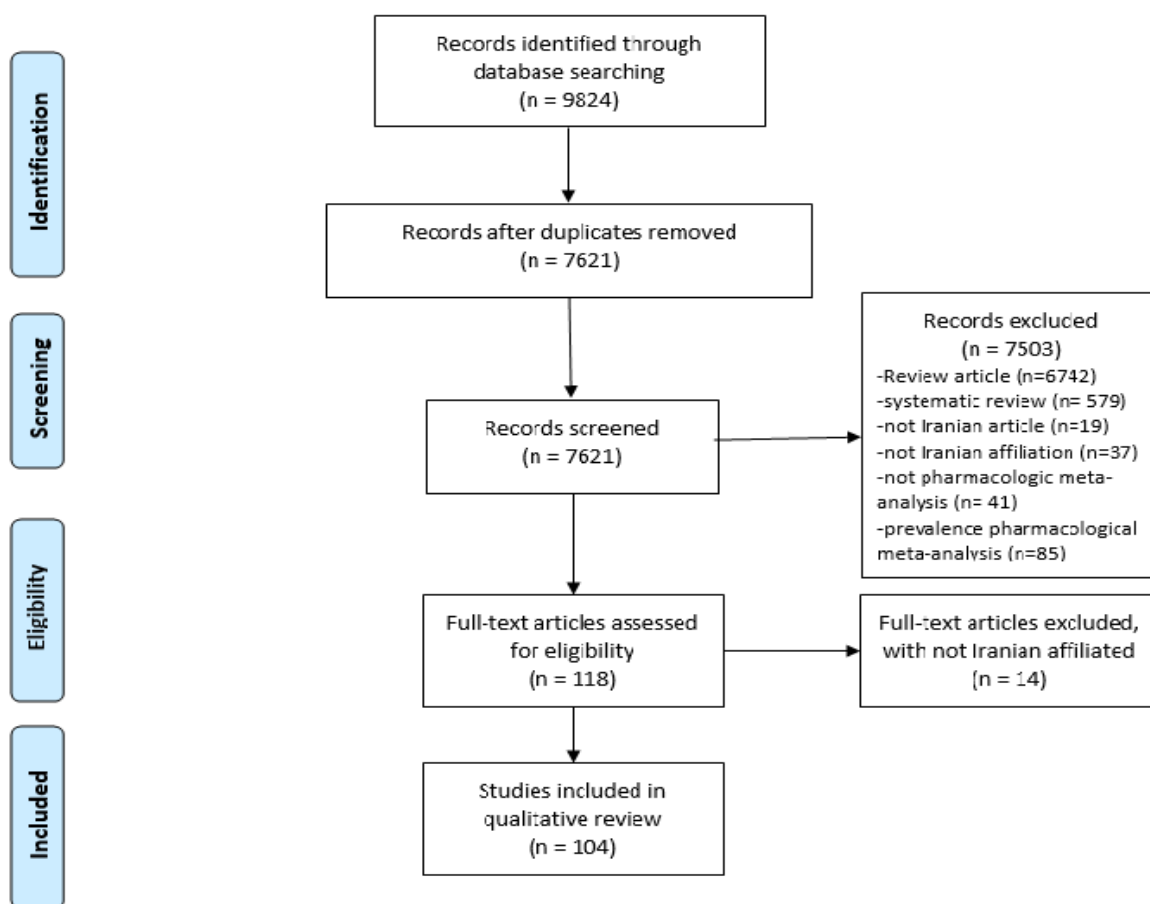 Identification
Records identified through
database searching
(n = 9824)
Records after duplicates removed
(n = 7621)
Screening
Records screened
(n = 7621)
Records excluded
(n = 7503)
-Review article (n=6742)
-systematic review (n= 579)
-not Iranian article (n=19)
-not Iranian affiliation (n=37)
-not pharmacologic meta-
analysis (n= 41)
-prevalence pharmacological
meta-analysis (n=85)
Eligibility
Full-text articles assessed
for eligibility
(n = 118)
Full-text articles excluded,
with not Iranian affiliated
(n = 14)
Included
Studies included in
qualitative review
(n = 104)